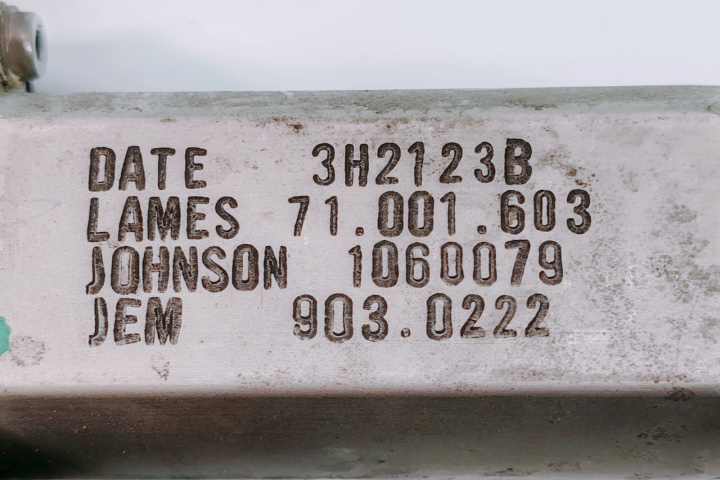 DATE 3H2123B
LAMES 71.001.603
JOHNSON 1060079
JEM 903.0222